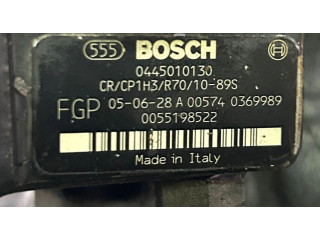 555 BOSCH
0445010130
CR/CP1H3/R70/10-89S
FGP 05-06-28 A 00574 0369989
0055198522
Made in Italy